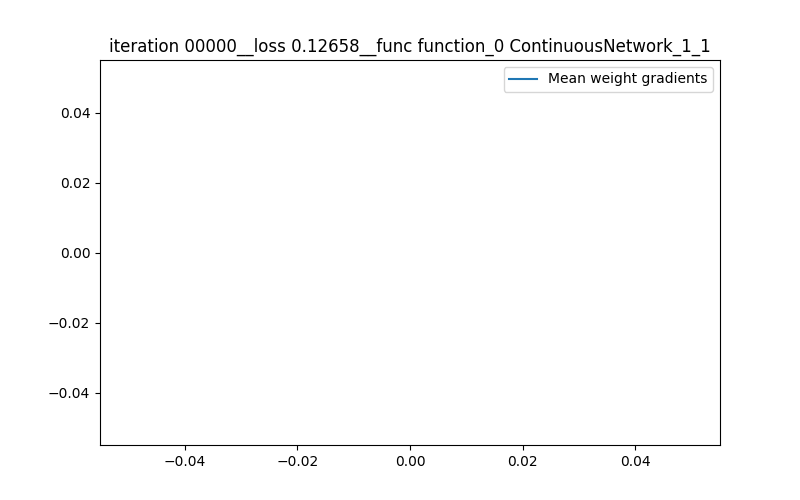 iteration 00000__loss 0.12658__func function_0 ContinuousNetwork_1_1
Mean weight gradients
0.04
0.02
0.00
−0.02
−0.04
−0.04 −0.02 0.00 0.02 0.04